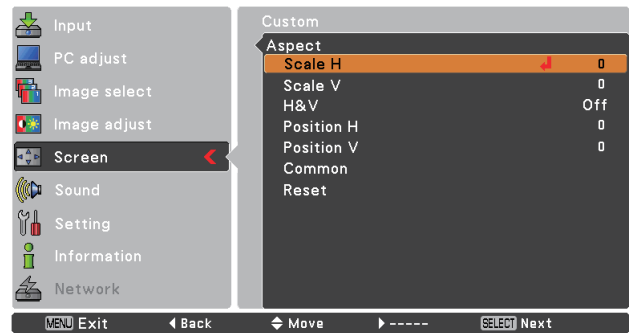 Input
PC adjust
Image select
Image adjust
Screen
Sound
Setting
Information
Network
Custom
Aspect
Scale H 0
Scale V 0
H&V Off
Position H 0
Position V 0
Common
Reset
MENU Exit Back Move ----- SELECT Next